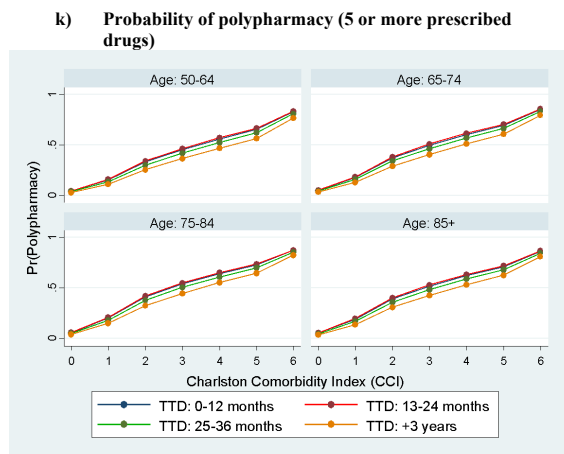 k) Probability of polypharmacy (5 or more prescribed
drugs)
Age: 50-64
Age: 65-74
1
.5
0
Age: 75-84
Age: 85+
1
.5
0
Pr(Polypharmacy)
0 1 2 3 4 5 6
0 1 2 3 4 5 6
Charlston Comorbidity Index (CCI)
TTD: 0-12 months
TTD: 13-24 months
TTD: 25-36 months
TTD: +3 years